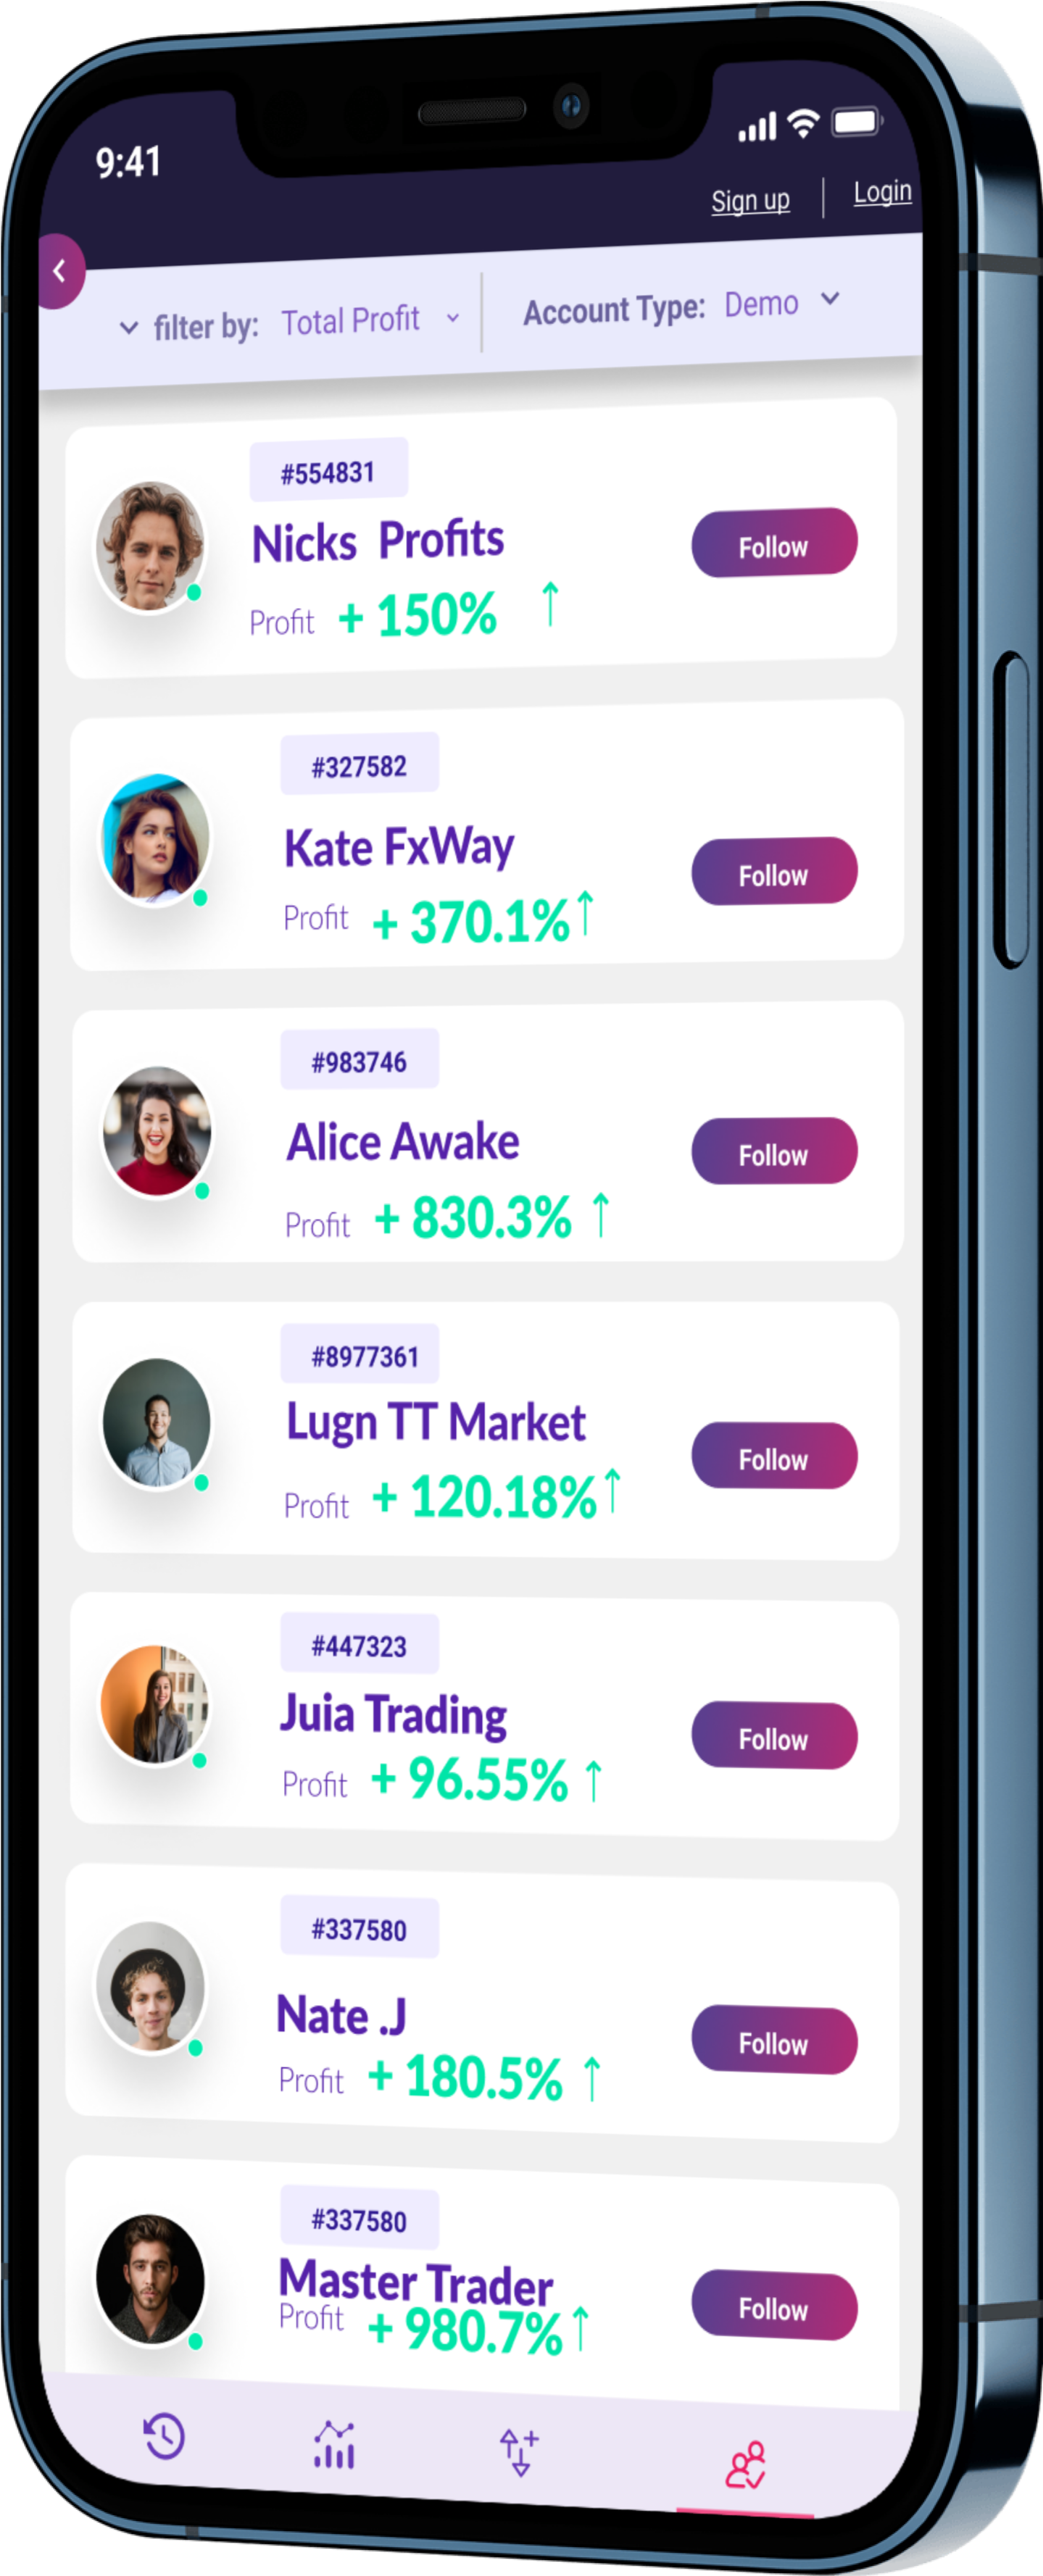 9:41
Sign up | Login
filter by: Total Profit
Account Type: Demo
#554831
Nicks Profits
Follow
Profit + 150% ↑
#327582
Kate FxWay
Follow
Profit + 370.1% ↑
#983746
Alice Awake
Follow
Profit + 830.3% ↑
#8977361
Lugn TT Market
Follow
Profit + 120.18% ↑
#447323
Juia Trading
Follow
Profit + 96.55% ↑
#337580
Nate .J
Follow
Profit + 180.5% ↑
#337580
Master Trader
Follow
Profit + 980.7% ↑